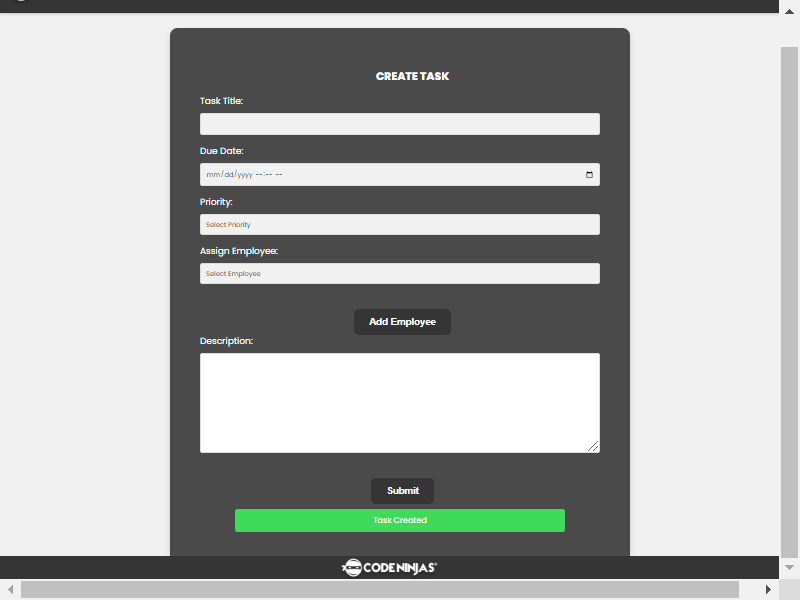 CREATE TASK
Task Title:
Due Date:
mm/dd/yyyy --:-- --
Priority:
Select Priority
Assign Employee:
Select Employee
Add Employee
Description:
Submit
Task Created
CODE NINJAS